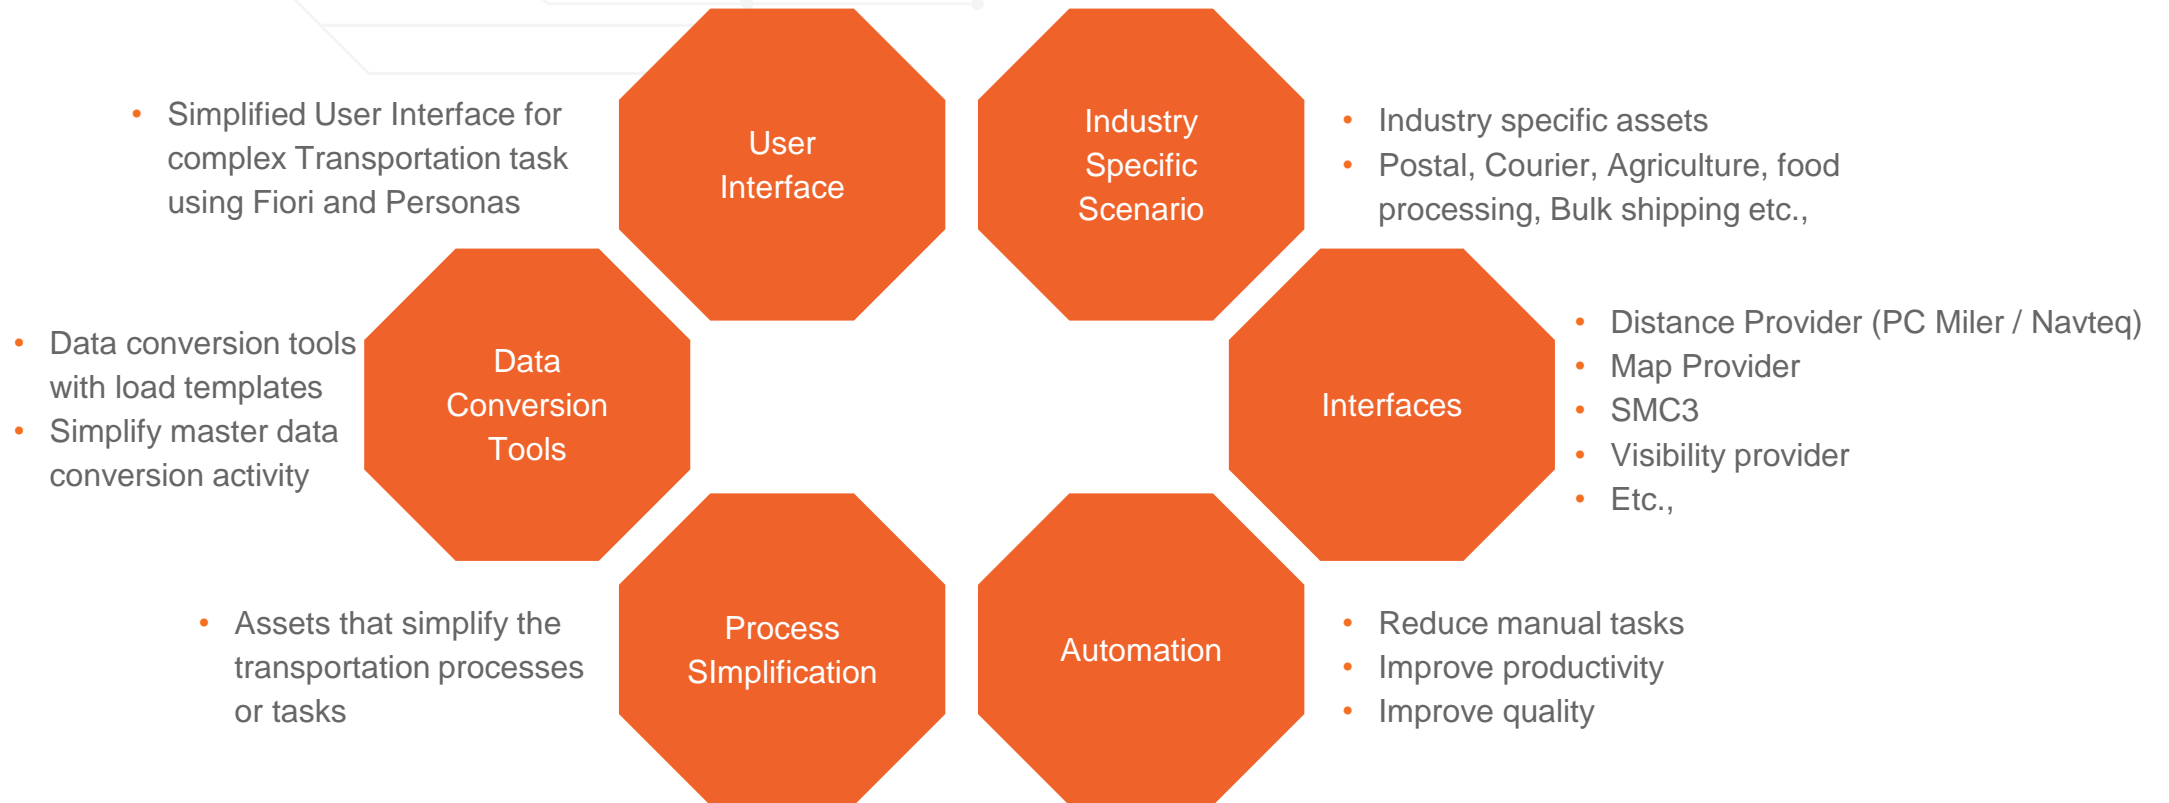 • Simplified User Interface for
complex Transportation task
using Fiori and Personas
User
Interface
Industry
Specific
Scenario
• Industry specific assets
• Postal, Courier, Agriculture, food
processing, Bulk shipping etc.,
• Data conversion tools
with load templates
• Simplify master data
conversion activity
Data
Conversion
Tools
Interfaces
• Distance Provider (PC Miler / Navteq)
• Map Provider
• SMC3
• Visibility provider
• Etc.,
• Assets that simplify the
transportation processes
or tasks
Process
SImplification
Automation
• Reduce manual tasks
• Improve productivity
• Improve quality